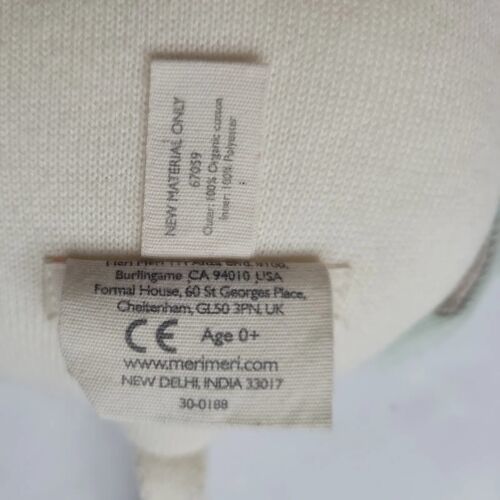 NEW MATERIAL ONLY
67059
Outer: 100% Organic cotton
Inner: 100% Polyester
Burlingame CA 94010 USA
Formal House, 60 St Georges Place,
Cheltenham, GL50 3PN, UK
CE Age 0+
www.merimeri.com
NEW DELHI, INDIA 33017
30-0188